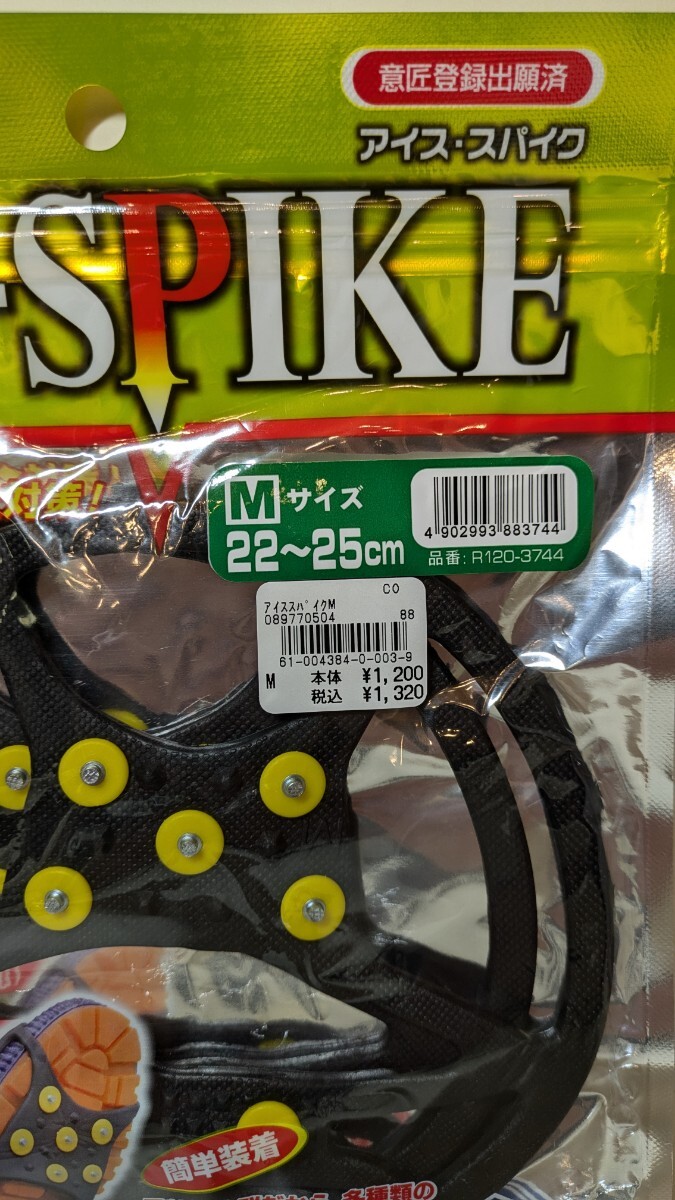 意匠登録出願済
アイス・スパイク
-SPIKE
対策!
Mサイズ
22～25cm
4 902993 883744
品番: R120-3744
CO
アイススパイクM
089770504 88
61-004384-0-003-9
M 本体 ¥1,200
税込 ¥1,320
簡単装着
各種類の